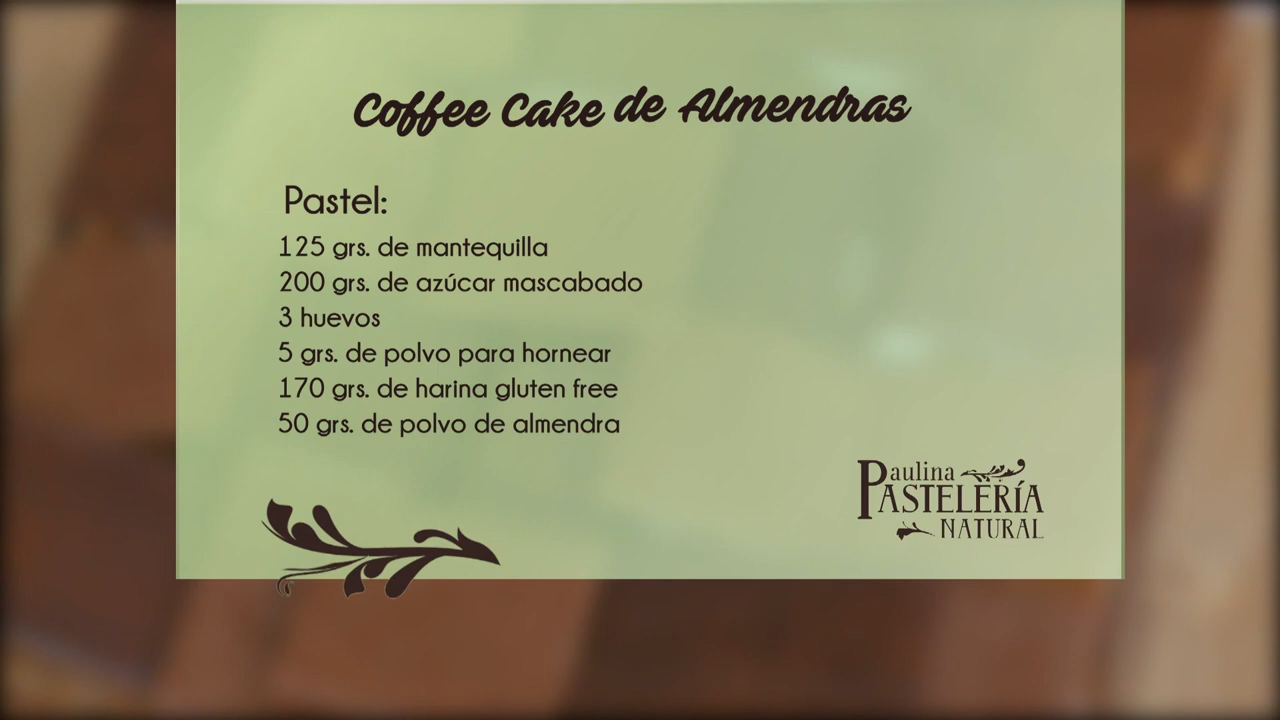 Coffee Cake de Almendras
Pastel:
125 grs. de mantequilla
200 grs. de azúcar mascabado
3 huevos
5 grs. de polvo para hornear
170 grs. de harina gluten free
50 grs. de polvo de almendra
Paulina
PASTELERÍA
NATURAL